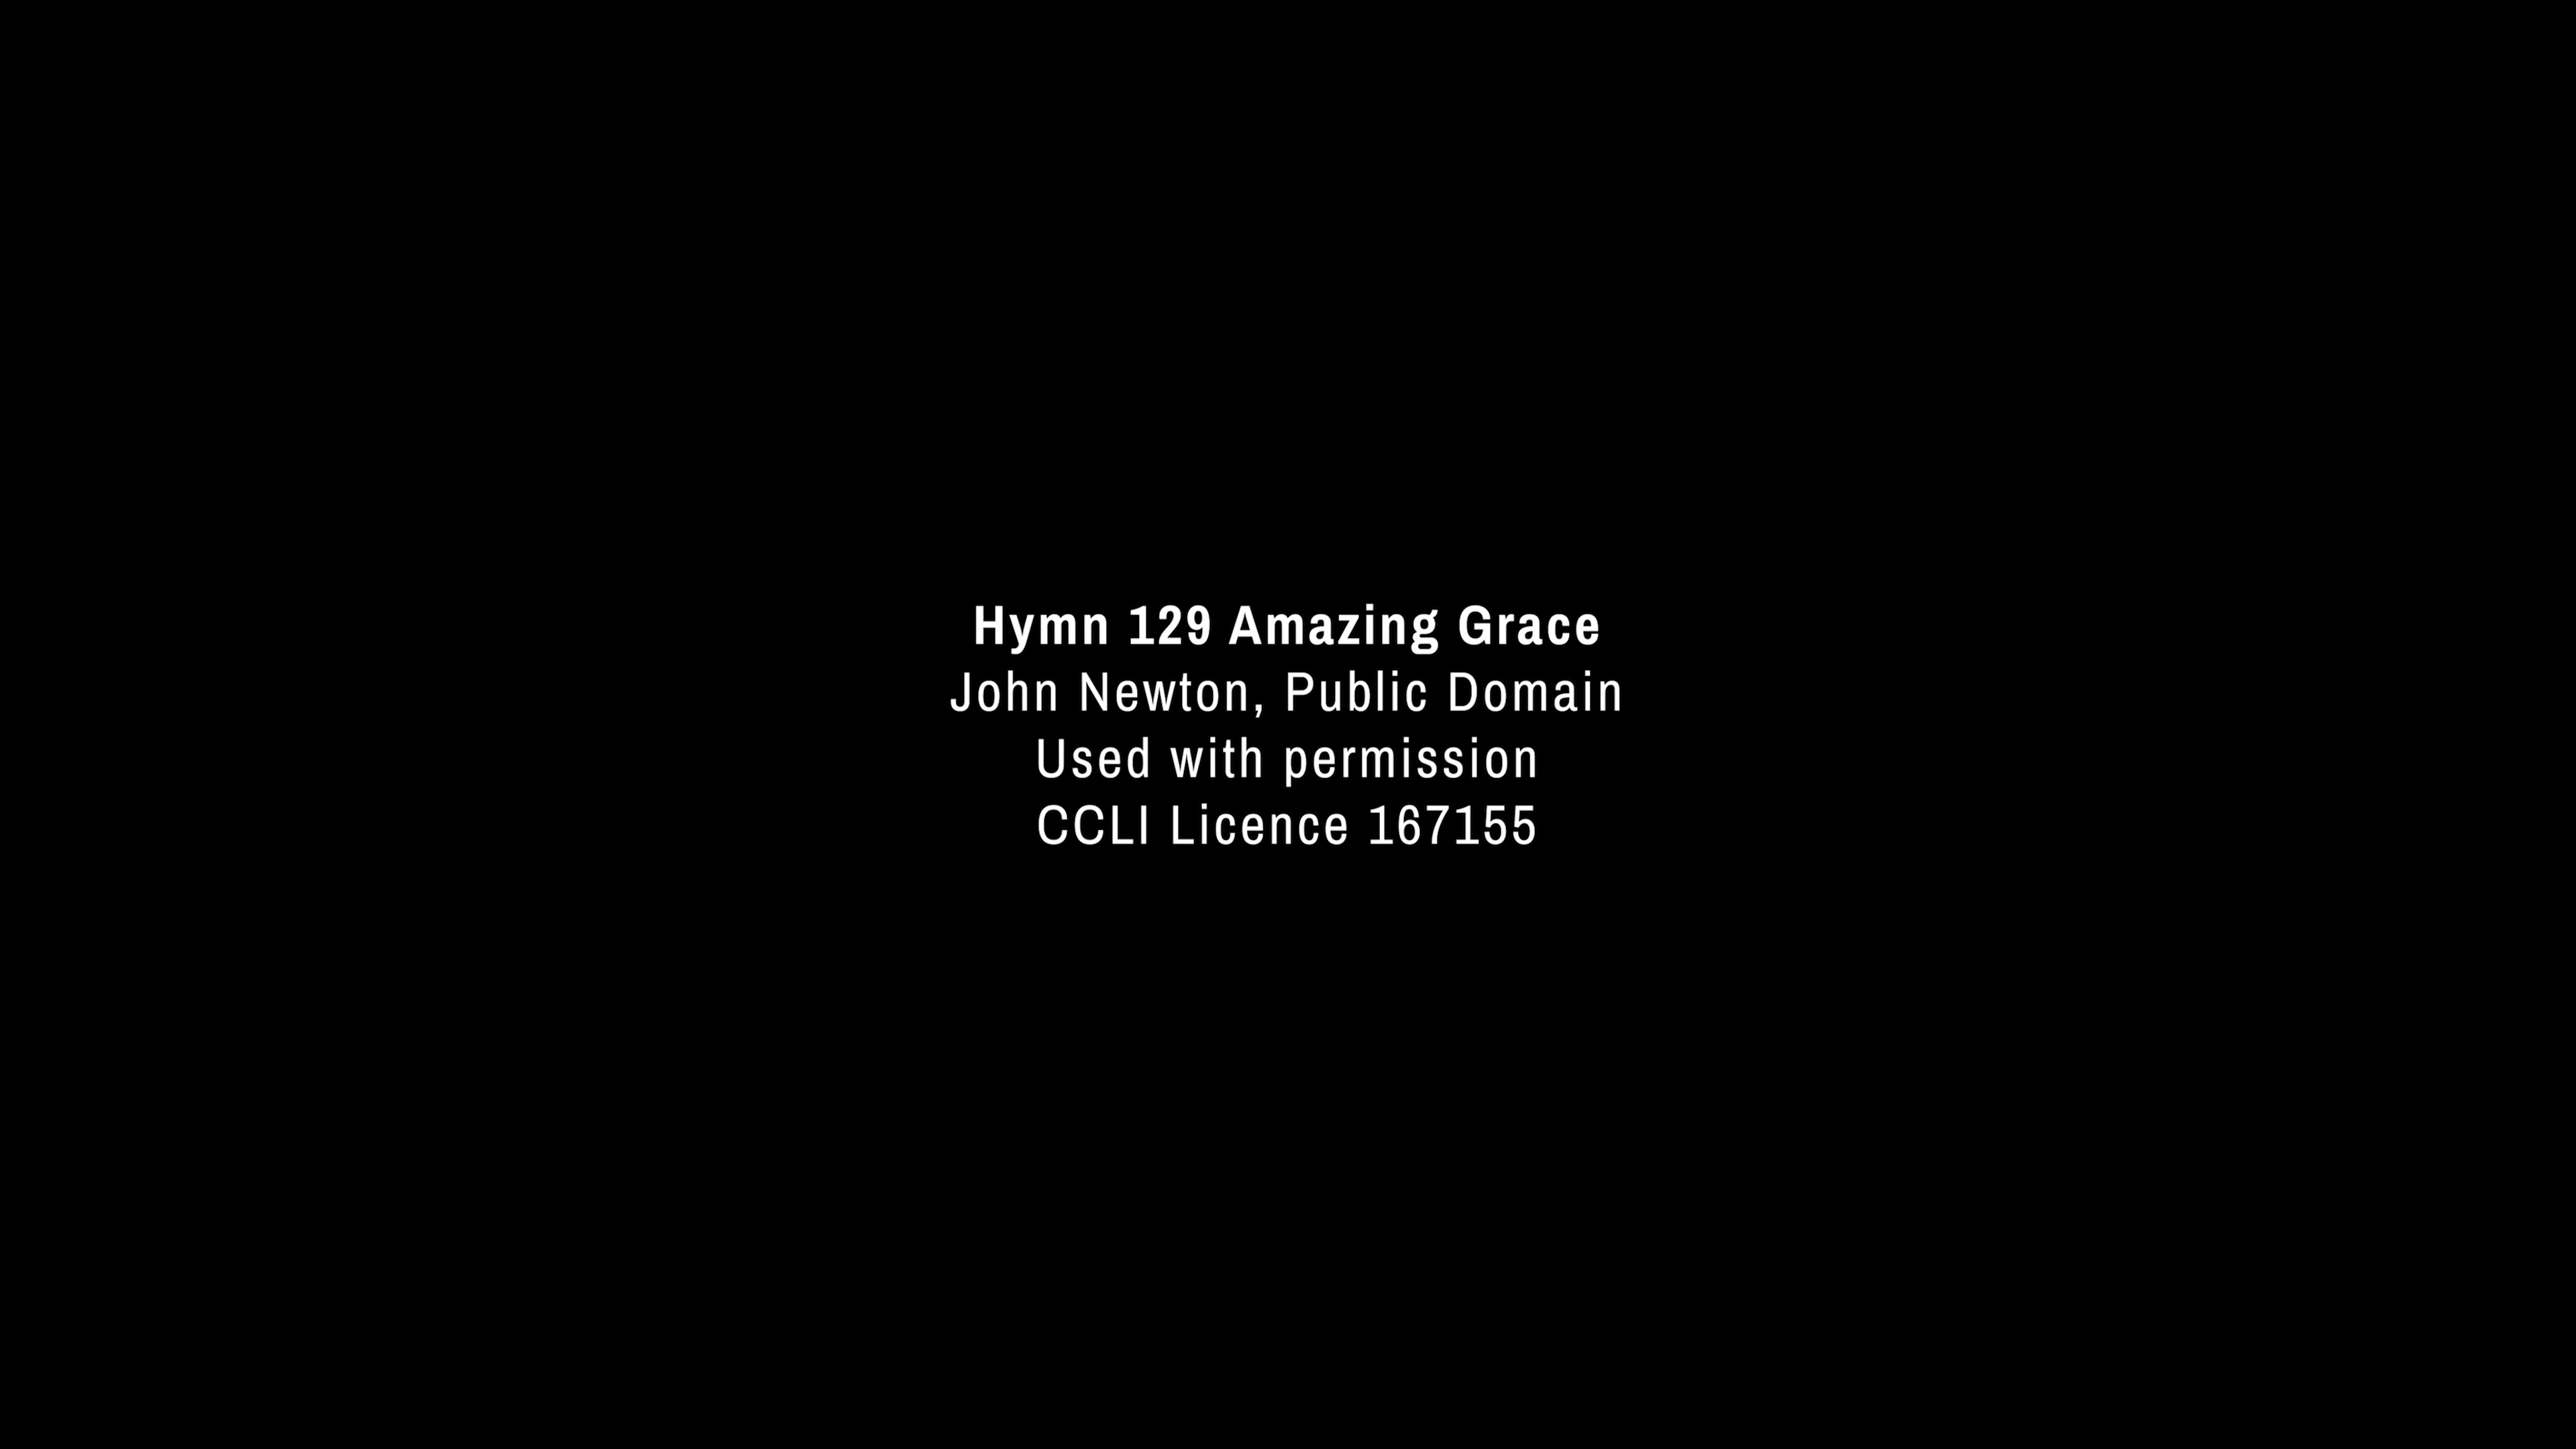 Hymn 129 Amazing Grace
John Newton, Public Domain
Used with permission
CCLI Licence 167155